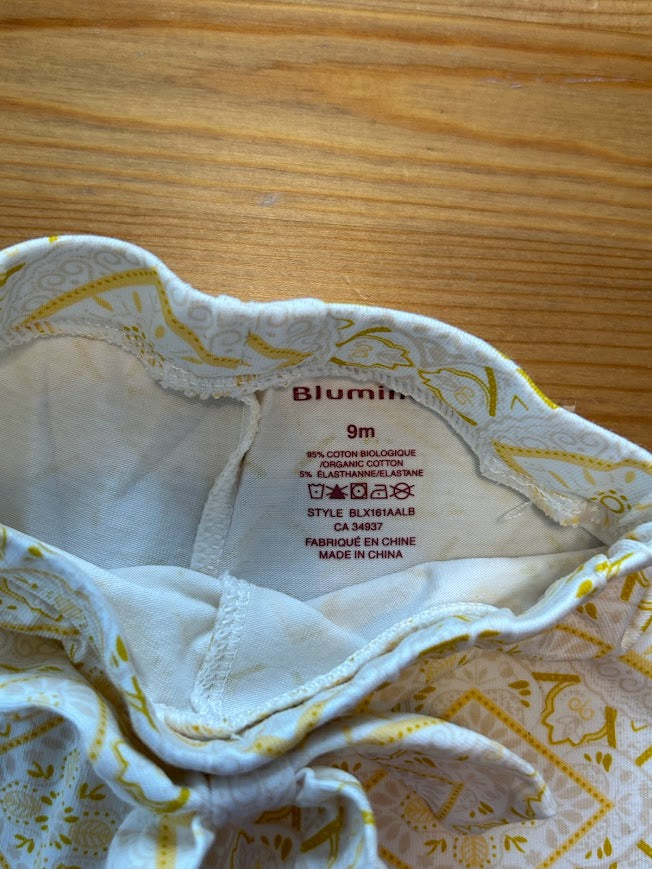 9m
95% COTON BIOLOGIQUE
/ORGANIC COTTON
5% ÉLASTHANNE/ELASTANE
STYLE BLX161AALB
CA 34937
FABRIQUÉ EN CHINE
MADE IN CHINA